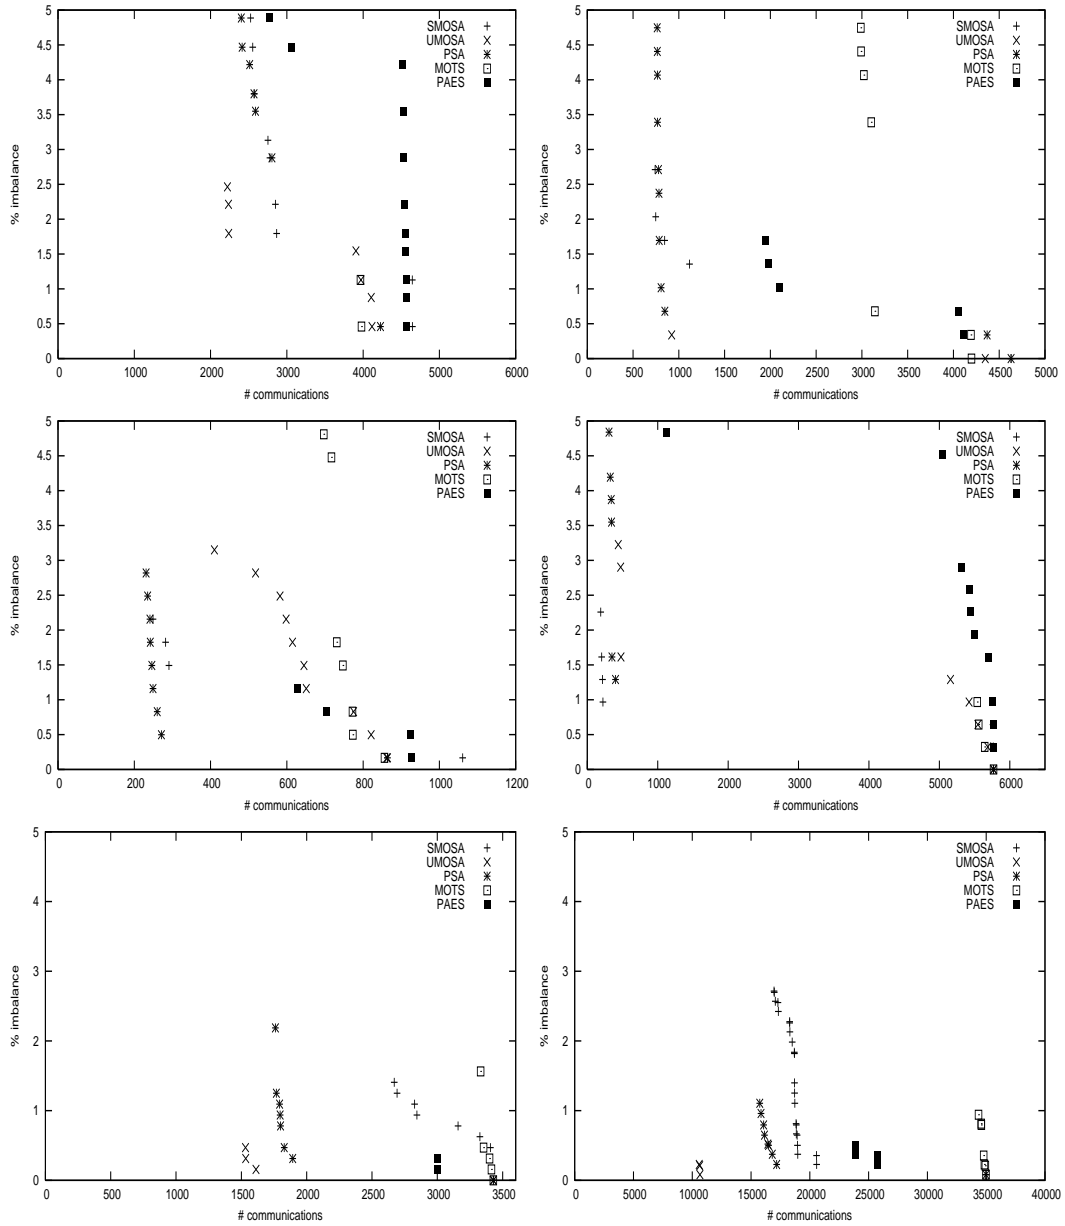 5
4.5
4
3.5
3
2.5
2
1.5
1
0.5
0
% imbalance
SMOSA
UMOSA
PSA
MOTS
PAES
0 1000 2000 3000 4000 5000 6000
# communications
5
4.5
4
3.5
3
2.5
2
1.5
1
0.5
0
% imbalance
SMOSA
UMOSA
PSA
MOTS
PAES
0 500 1000 1500 2000 2500 3000 3500 4000 4500 5000
# communications
5
4.5
4
3.5
3
2.5
2
1.5
1
0.5
0
% imbalance
SMOSA
UMOSA
PSA
MOTS
PAES
0 200 400 600 800 1000 1200
# communications
5
4.5
4
3.5
3
2.5
2
1.5
1
0.5
0
% imbalance
SMOSA
UMOSA
PSA
MOTS
PAES
0 1000 2000 3000 4000 5000 6000
# communications
5
4
3
2
1
0
% imbalance
SMOSA
UMOSA
PSA
MOTS
PAES
0 500 1000 1500 2000 2500 3000 3500
# communications
5
4
3
2
1
0
% imbalance
SMOSA
UMOSA
PSA
MOTS
PAES
0 5000 10000 15000 20000 25000 30000 35000 40000
# communications